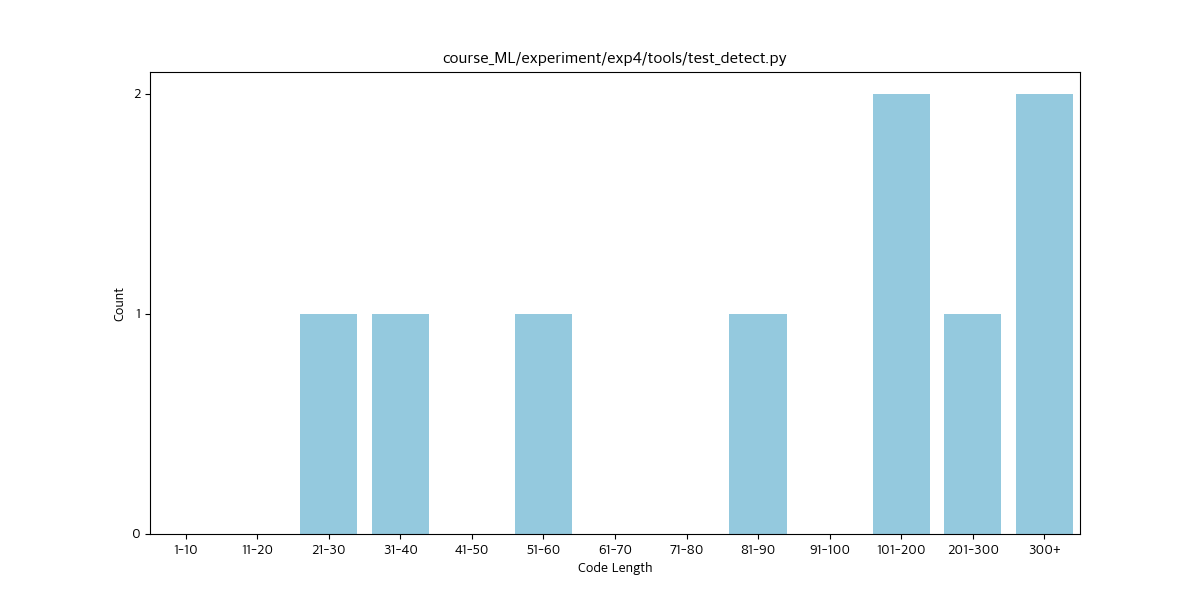 course_ML/experiment/exp4/tools/test_detect.py
Count
2
1
0
1-10 11-20 21-30 31-40 41-50 51-60 61-70 71-80 81-90 91-100 101-200 201-300 300+
Code Length